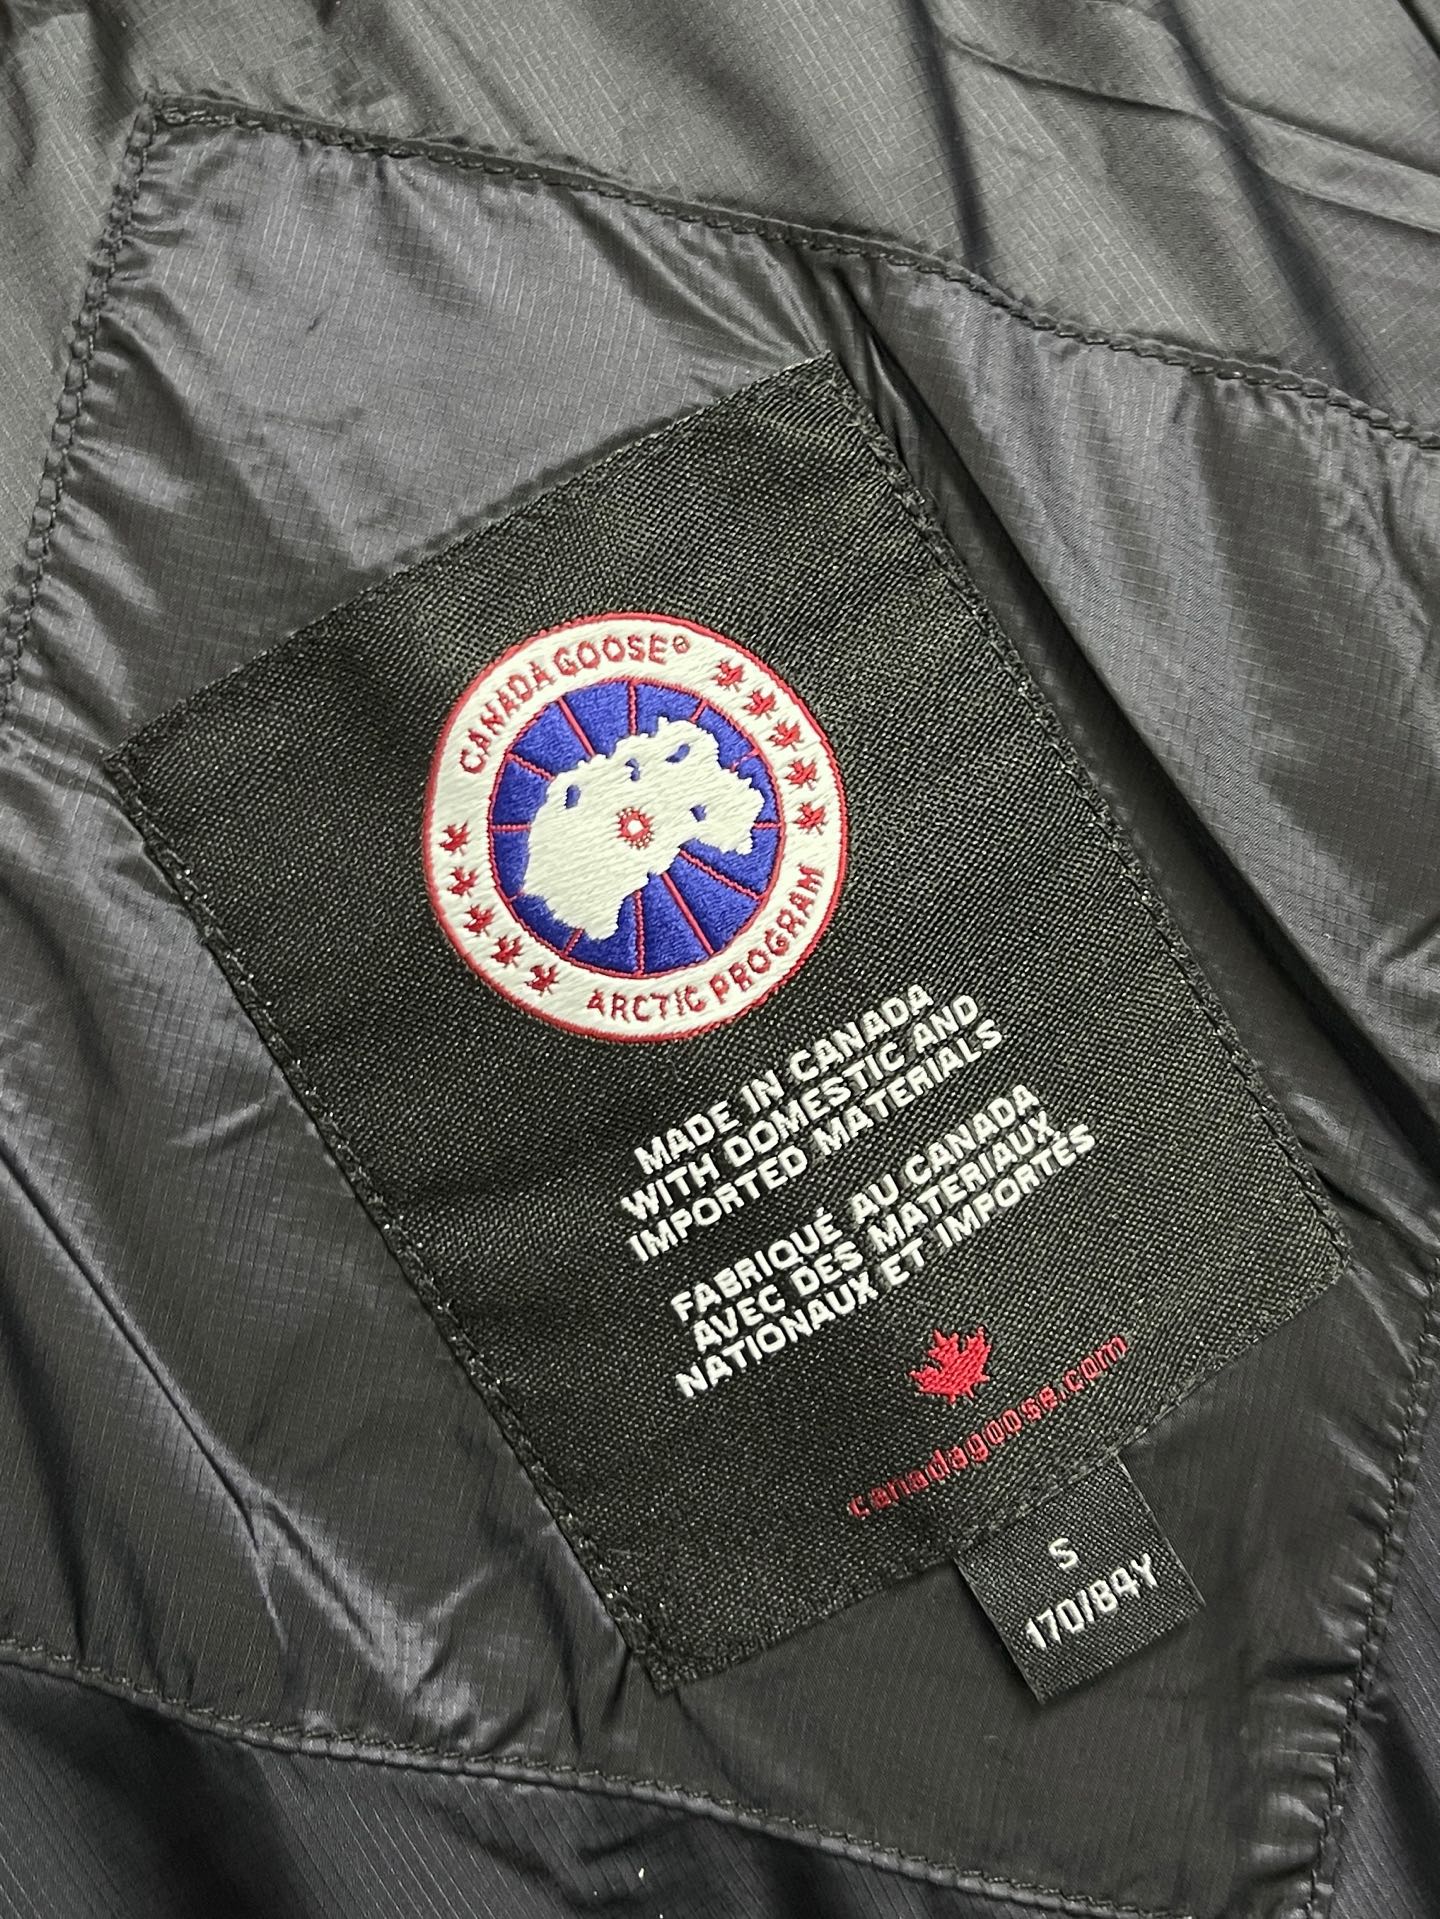 CANADA GOOSE®
ARCTIC PROGRAM
MADE IN CANADA
WITH DOMESTIC AND
IMPORTED MATERIALS
FABRIQUÉ AU CANADA
AVEC DES MATERIAUX
NATIONAUX ET IMPORTÉS
canadagoose.com
S
170/84Y